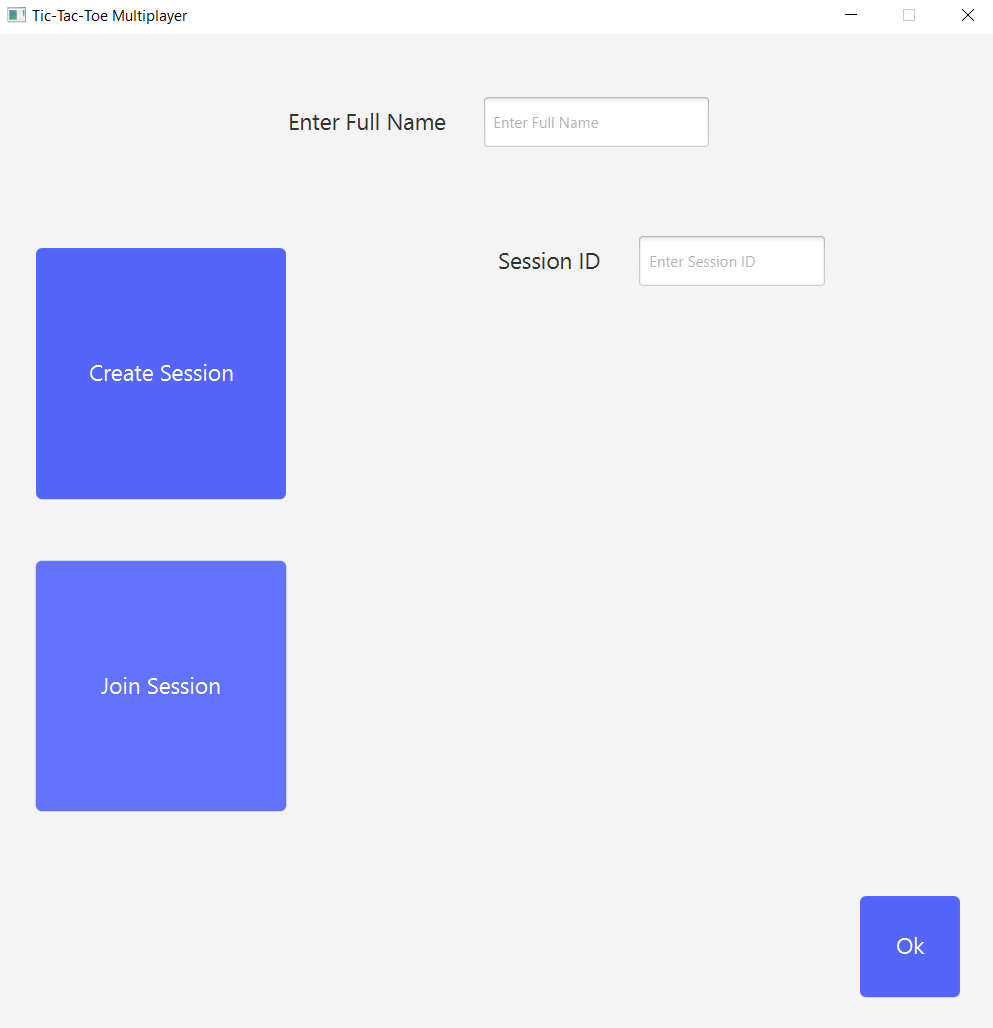 Tic-Tac-Toe Multiplayer
Enter Full Name
Enter Full Name
Session ID
Enter Session ID
Create Session
Join Session
Ok